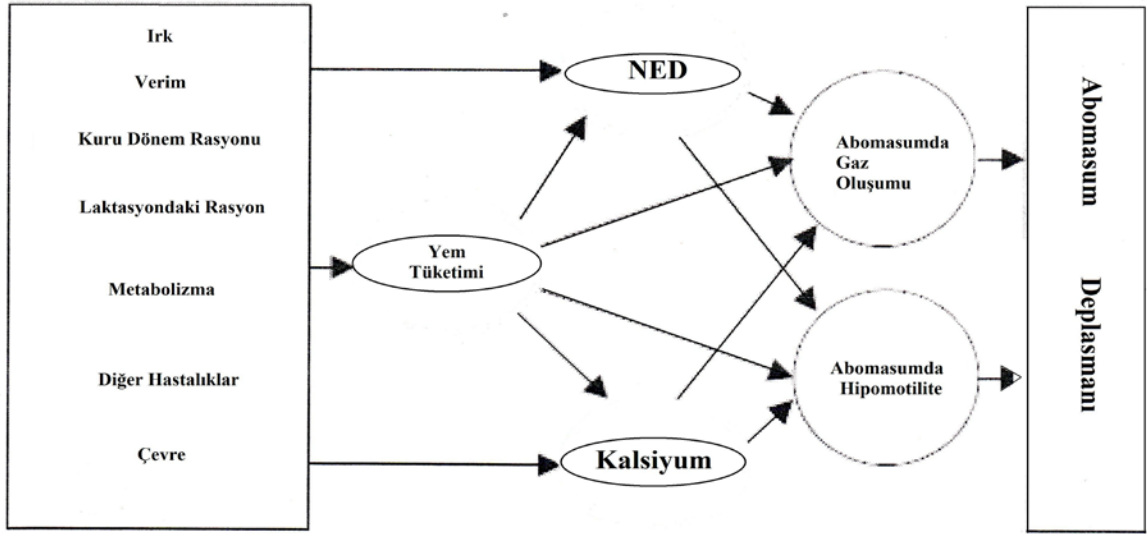 Irk
Verim
Kuru Dönem Rasyonu
Laktasyondaki Rasyon
Metabolizma
Diğer Hastalıklar
Çevre
Yem
Tüketimi
NED
Kalsiyum
Abomasumda
Gaz
Oluşumu
Abomasumda
Hipomotilite
Abomasum Deplasmanı